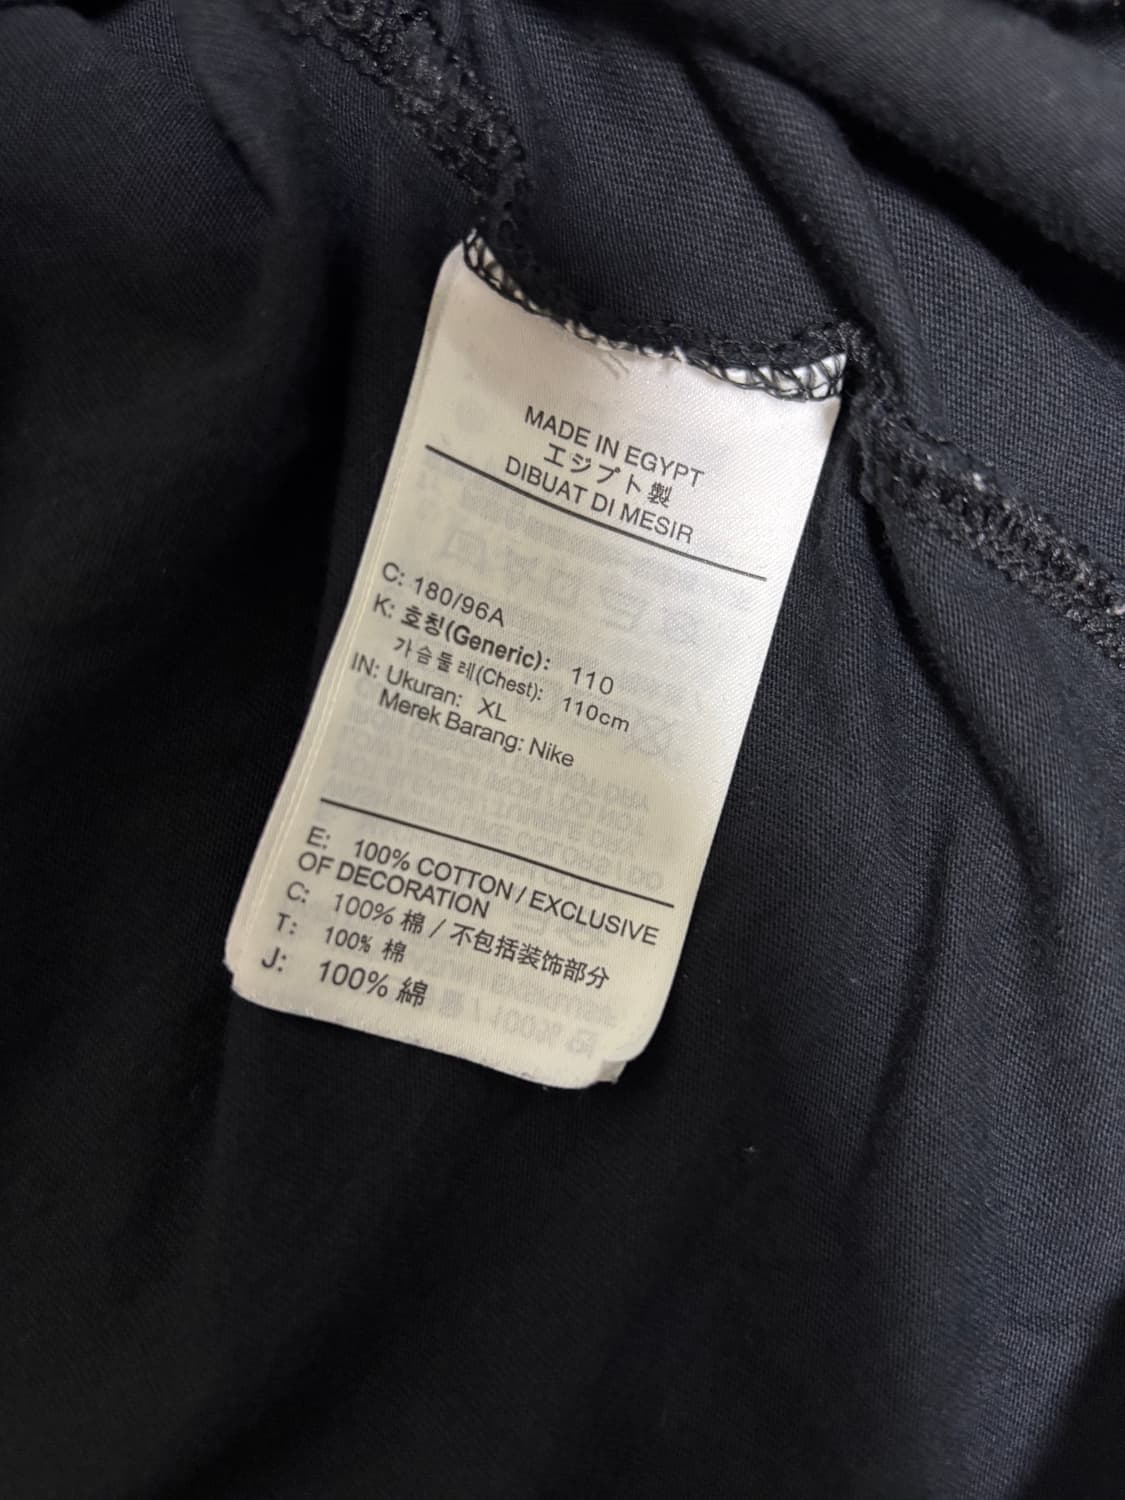 MADE IN EGYPT
エジプト製
DIBUAT DI MESIR
C: 180/96A
K: 호칭(Generic): 110
가슴둘레(Chest): 110cm
IN: Ukuran: XL
Merek Barang: Nike
E: 100% COTTON / EXCLUSIVE
OF DECORATION
C: 100% 棉 / 不包括装饰部分
T: 100% 棉
J: 100% 綿